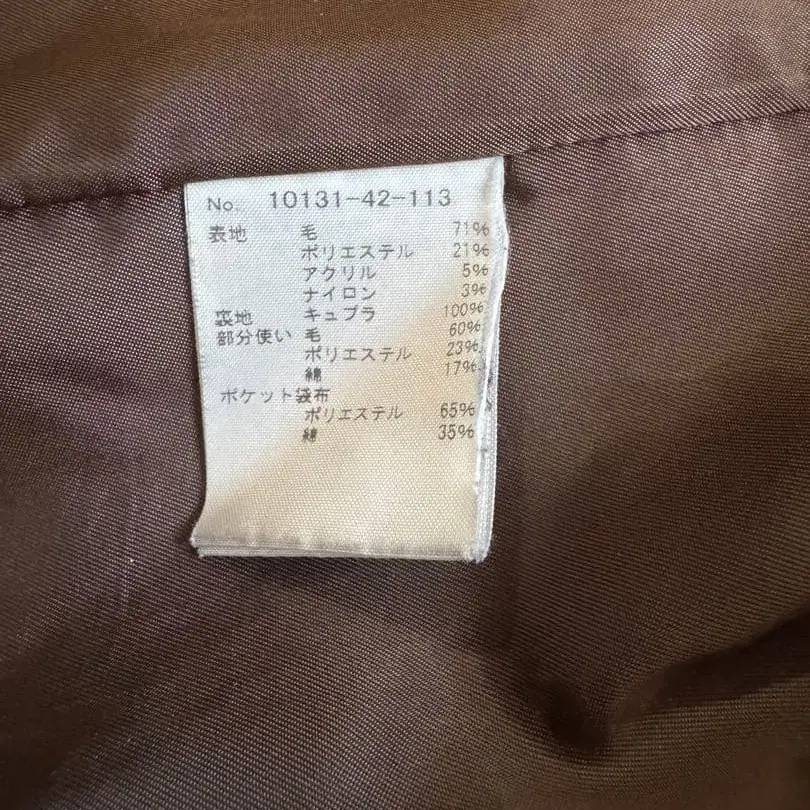 No. 10131-42-113
表地 毛 71%
ポリエステル 21%
アクリル 5%
ナイロン 3%
裏地 キュプラ 100%
部分使い 毛 60%
ポリエステル 23%
綿 17%
ポケット袋布
ポリエステル 65%
綿 35%